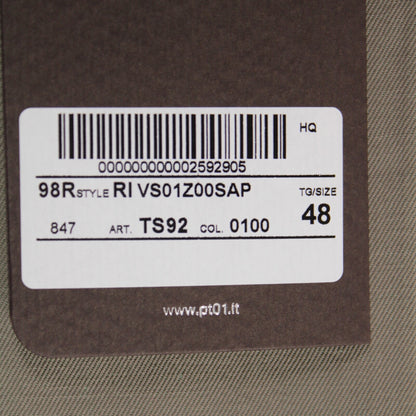 HQ
000000000002592905
98R STYLE RI VS01Z00SAP TG/SIZE
847 ART. TS92 COL. 0100 48
www.pt01.it